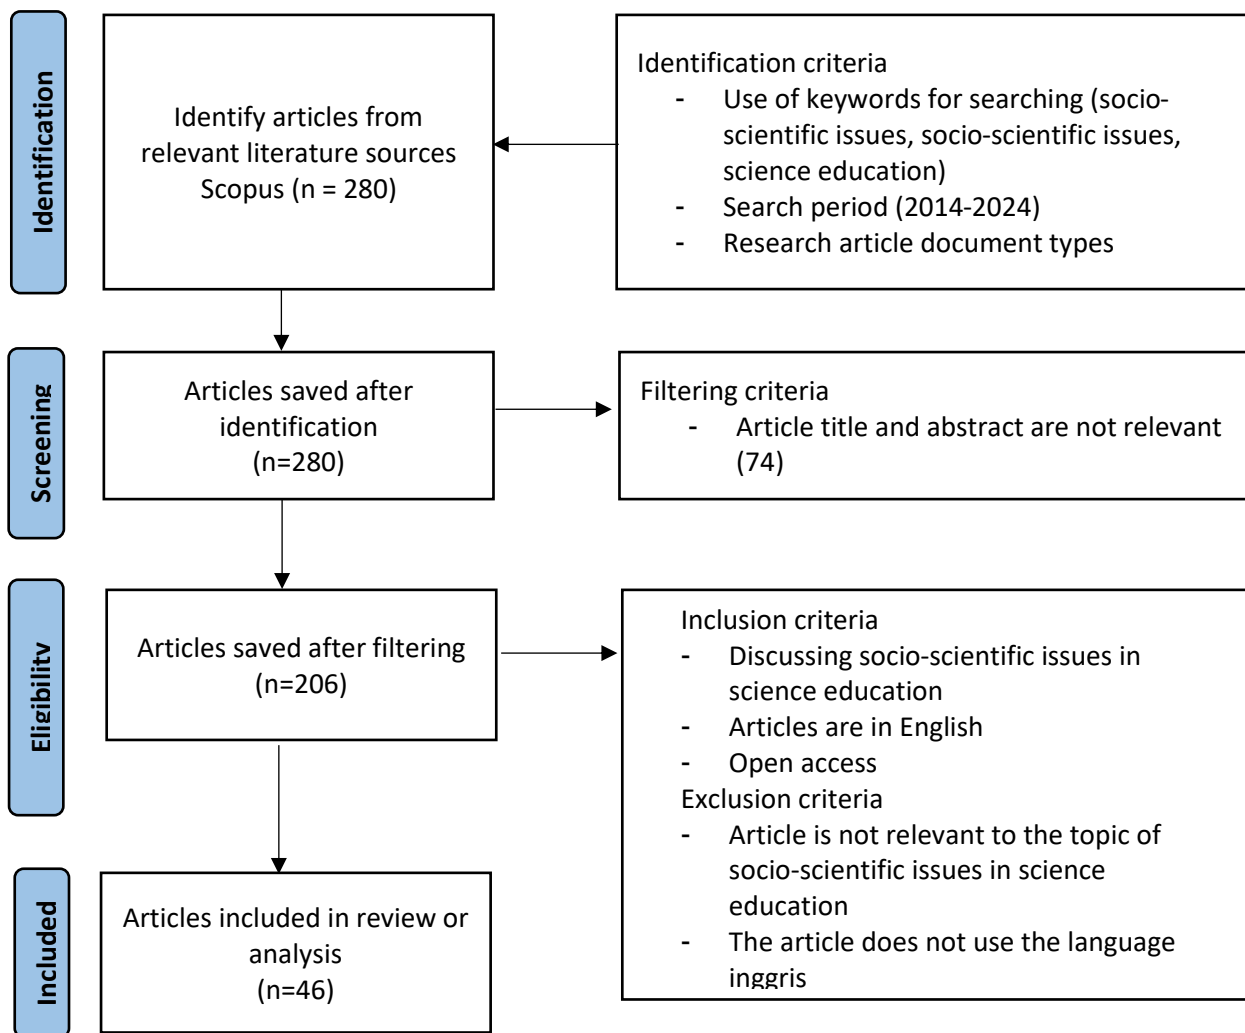 Identification
Identify articles from
relevant literature sources
Scopus (n = 280)
Identification criteria
- Use of keywords for searching (socio-
scientific issues, socio-scientific issues,
science education)
- Search period (2014-2024)
- Research article document types
Screening
Articles saved after
identification
(n=280)
Filtering criteria
- Article title and abstract are not relevant
(74)
Eligibility
Articles saved after filtering
(n=206)
Inclusion criteria
- Discussing socio-scientific issues in
science education
- Articles are in English
- Open access
Exclusion criteria
- Article is not relevant to the topic of
socio-scientific issues in science
education
- The article does not use the language
inggris
Included
Articles included in review or
analysis
(n=46)